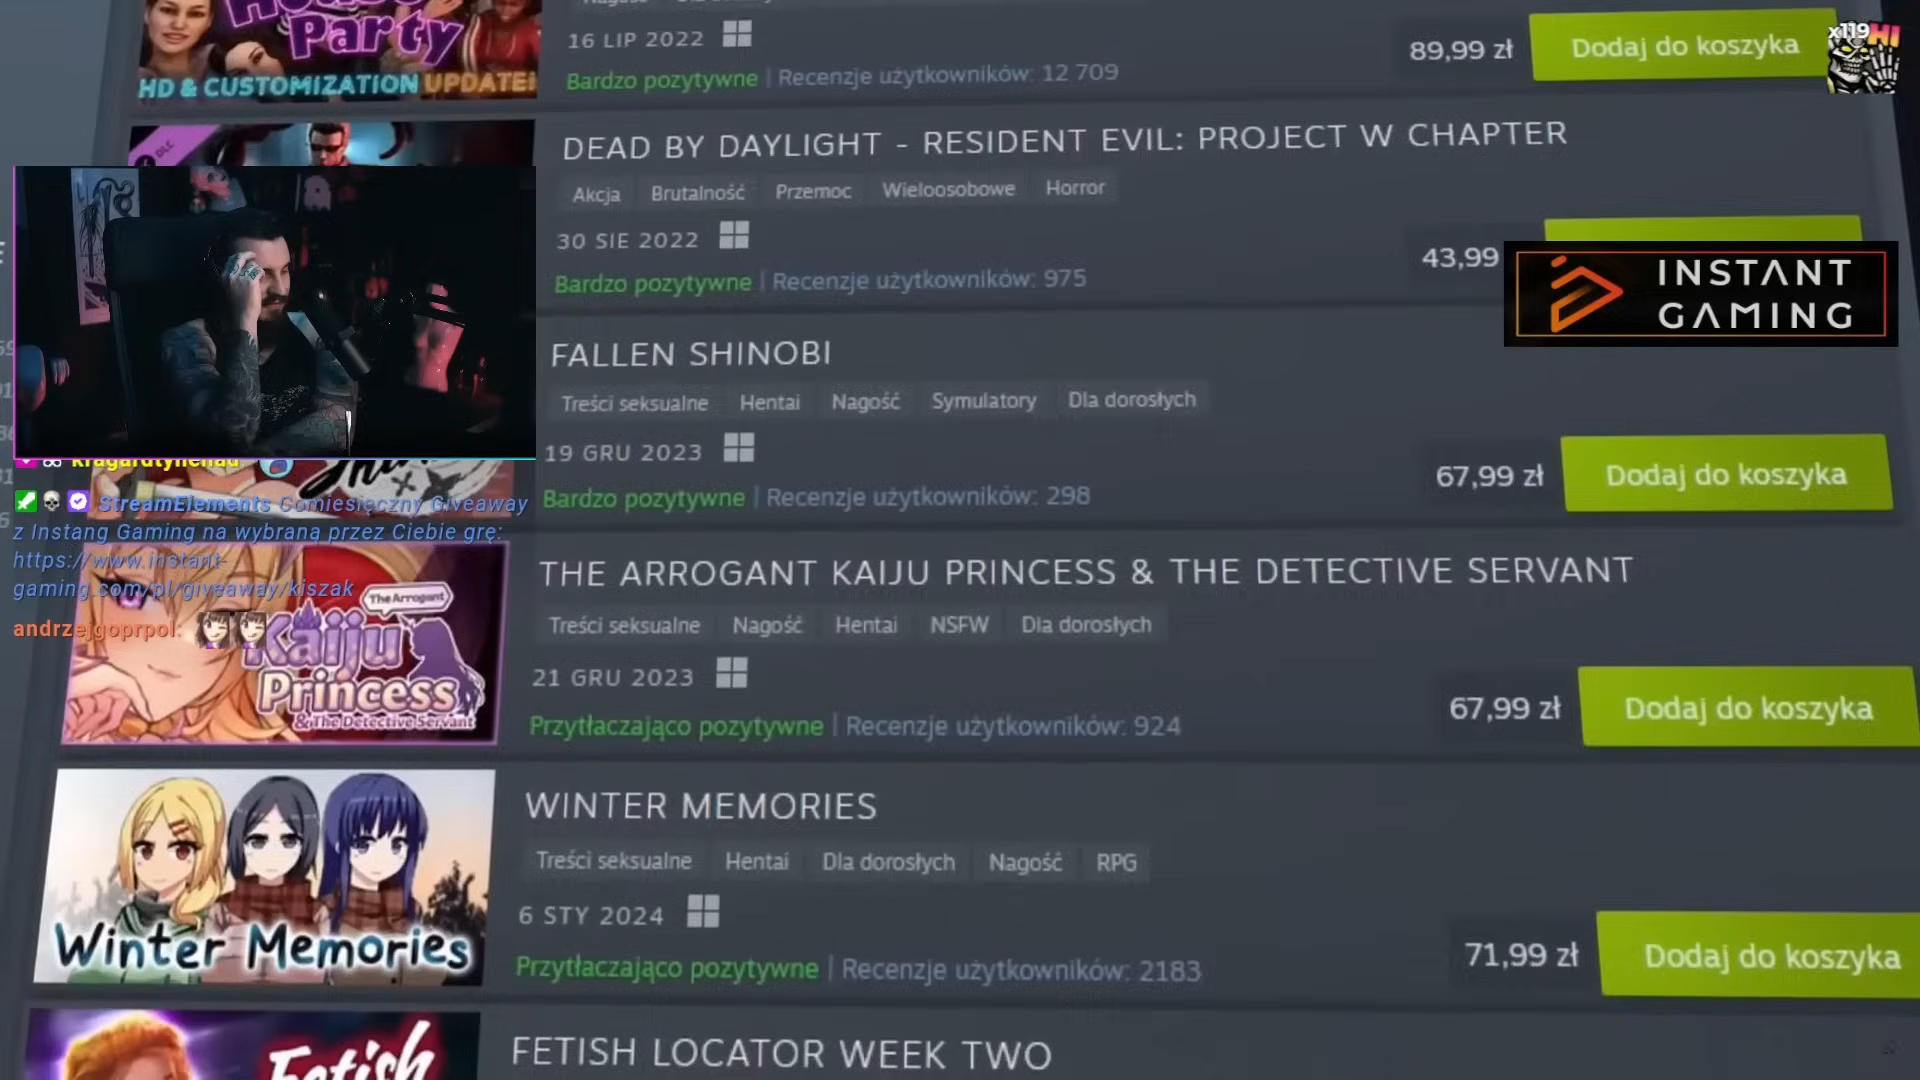 House
Party
HD & CUSTOMIZATION UPDATE!
16 LIP 2022
Bardzo pozytywne | Recenzje użytkowników: 12 709
89,99 zł
Dodaj do koszyka
x119
HI
DLC
DEAD BY DAYLIGHT - RESIDENT EVIL: PROJECT W CHAPTER
Akcja Brutalność Przemoc Wieloosobowe Horror
30 SIE 2022
Bardzo pozytywne | Recenzje użytkowników: 975
43,99
INSTANT
GAMING
FALLEN SHINOBI
Treści seksualne Hentai Nagość Symulatory Dla dorosłych
19 GRU 2023
Bardzo pozytywne | Recenzje użytkowników: 298
67,99 zł
Dodaj do koszyka
StreamElements Comiesięczny Giveaway
z Instang Gaming na wybraną przez Ciebie grę:
https://www.instant-
gaming.com/pl/giveaway/kiszak
andrzejgoprpol:
The Arrogant
Kaiju
Princess
& The Detective Servant
THE ARROGANT KAIJU PRINCESS & THE DETECTIVE SERVANT
Treści seksualne Nagość Hentai NSFW Dla dorosłych
21 GRU 2023
Przytłaczająco pozytywne | Recenzje użytkowników: 924
67,99 zł
Dodaj do koszyka
Winter Memories
WINTER MEMORIES
Treści seksualne Hentai Dla dorosłych Nagość RPG
6 STY 2024
Przytłaczająco pozytywne | Recenzje użytkowników: 2183
71,99 zł
Dodaj do koszyka
Fetish
FETISH LOCATOR WEEK TWO